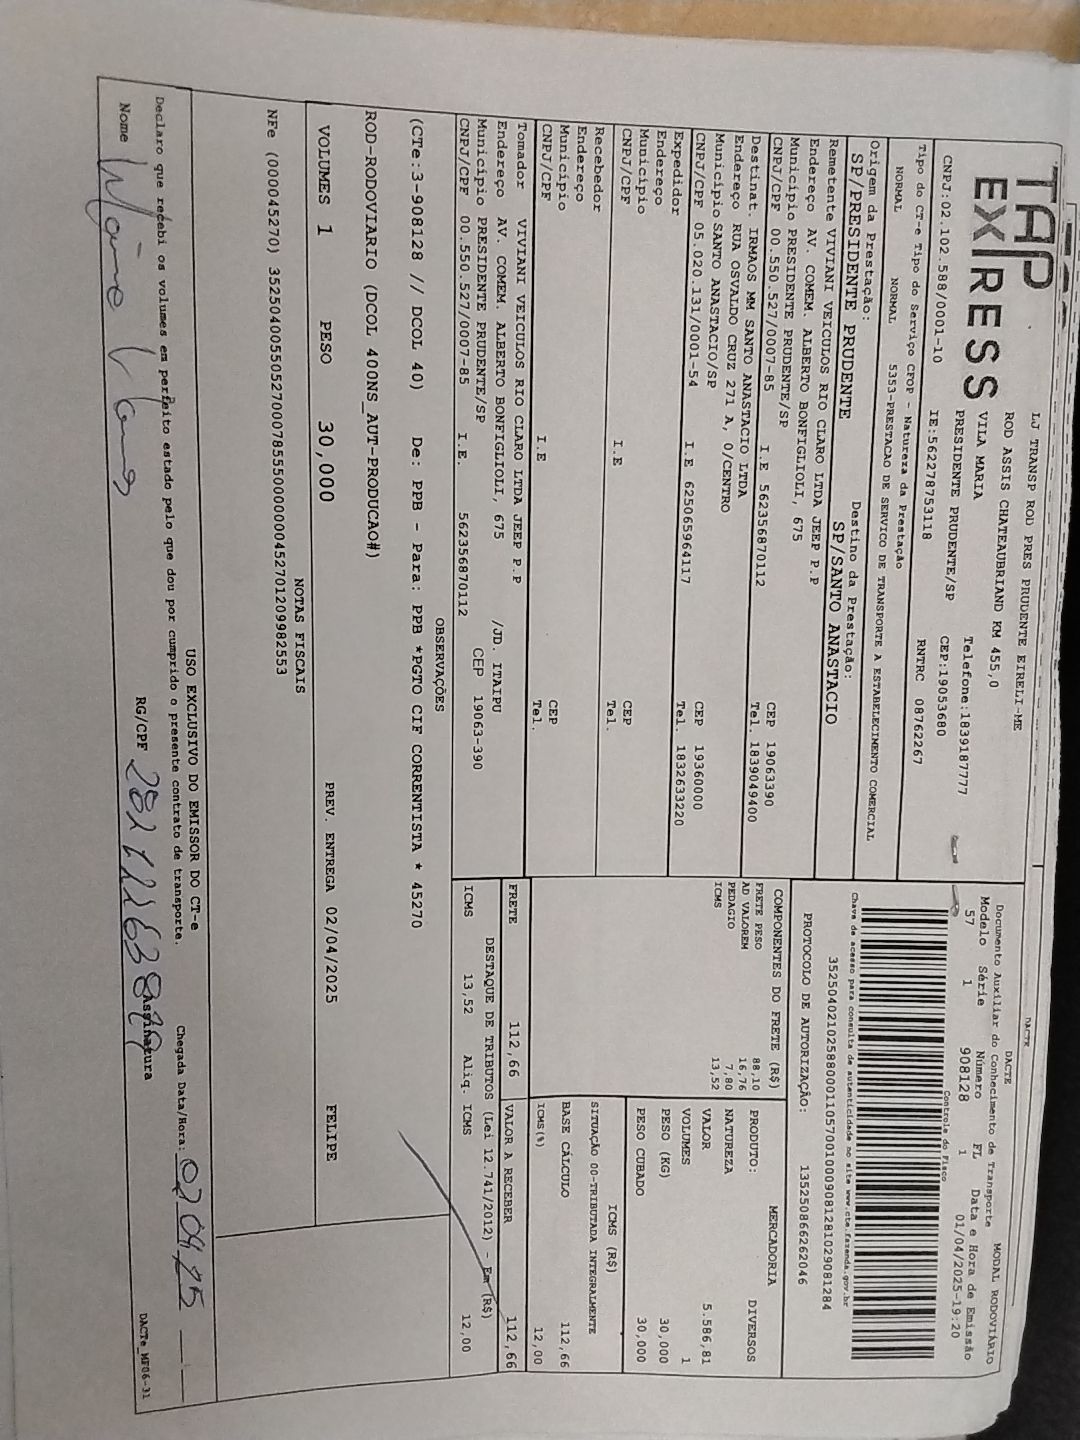 TAP
EXPRESS
LJ TRANSP ROD PRES PRUDENTE EIRELI-ME
ROD ASSIS CHATEAUBRIAND KM 455,0
VILA MARIA Telefone:1839187777
PRESIDENTE PRUDENTE/SP CEP:19053680
CNPJ:02.102.588/0001-10 IE:562278753118 RNTRC 08762267
DACTE
DACTE MODAL RODOVIÁRIO
Documento Auxiliar do Conhecimento de Transporte
Modelo Série Número FL Data e Hora de Emissão
57 1 908128 1 01/04/2025-19:20
Controle do Fisco
Chave de acesso para consulta de autenticidade no site www.cte.fazenda.gov.br
PROTOCOLO DE AUTORIZAÇÃO: 135250866262046
Tipo do CT-e Tipo do Serviço CFOP - Natureza da Prestação
NORMAL NORMAL 5353-PRESTACAO DE SERVICO DE TRANSPORTE A ESTABELECIMENTO COMERCIAL
Origem da Prestação: Destino da Prestação:
SP/PRESIDENTE PRUDENTE SP/SANTO ANASTACIO
Remetente VIVIANI VEICULOS RIO CLARO LTDA JEEP P.P
Endereço AV. COMEM. ALBERTO BONFIGLIOLI, 675
Município PRESIDENTE PRUDENTE/SP CEP 19063390
CNPJ/CPF 00.550.527/0007-85 I.E 562356870112 Tel. 1839049400
Destinat. IRMAOS MM SANTO ANASTACIO LTDA
Endereço RUA OSVALDO CRUZ 271 A, 0/CENTRO
Município SANTO ANASTACIO/SP CEP 19360000
CNPJ/CPF 05.020.131/0001-54 I.E 625065964117 Tel. 1832633220
Expedidor
Endereço
Município CEP
CNPJ/CPF I.E Tel.
Recebedor
Endereço
Município CEP
CNPJ/CPF I.E Tel.
Tomador VIVIANI VEICULOS RIO CLARO LTDA JEEP P.P
Endereço AV. COMEM. ALBERTO BONFIGLIOLI, 675 /JD. ITAIPU
Município PRESIDENTE PRUDENTE/SP CEP 19063-390
CNPJ/CPF 00.550.527/0007-85 I.E. 562356870112
COMPONENTES DO FRETE (R$)
FRETE PESO 88,10
AD VALOREM 16,76
PEDAGIO 7,80
ICMS 13,52
MERCADORIA
PRODUTO: DIVERSOS
NATUREZA
VALOR 5.586,81
VOLUMES 1
PESO (KG) 30,000
PESO CUBADO 30,000
ICMS (R$)
SITUAÇÃO 00-TRIBUTADA INTEGRALMENTE
BASE CÁLCULO 112,66
ICMS(%) 12,00
FRETE 112,66 VALOR A RECEBER 112,66
DESTAQUE DE TRIBUTOS (Lei 12.741/2012) - Em (R$)
ICMS 13,52 Aliq. ICMS 12,00
OBSERVAÇÕES
(CTe:3-908128 // DCOL 40) De: PPB - Para: PPB *PGTO CIF CORRENTISTA * 45270
ROD-RODOVIARIO (DCOL 400NS_AUT-PRODUCAO#)
VOLUMES 1 PESO 30,000 PREV. ENTREGA 02/04/2025 FELIPE
NOTAS FISCAIS
USO EXCLUSIVO DO EMISSOR DO CT-e
Declaro que recebi os volumes em perfeito estado pelo que dou por cumprido o presente contrato de transporte. Chegada Data/Hora: 02 04 25
Nome RG/CPF Assinatura
DACTe_MF06-31